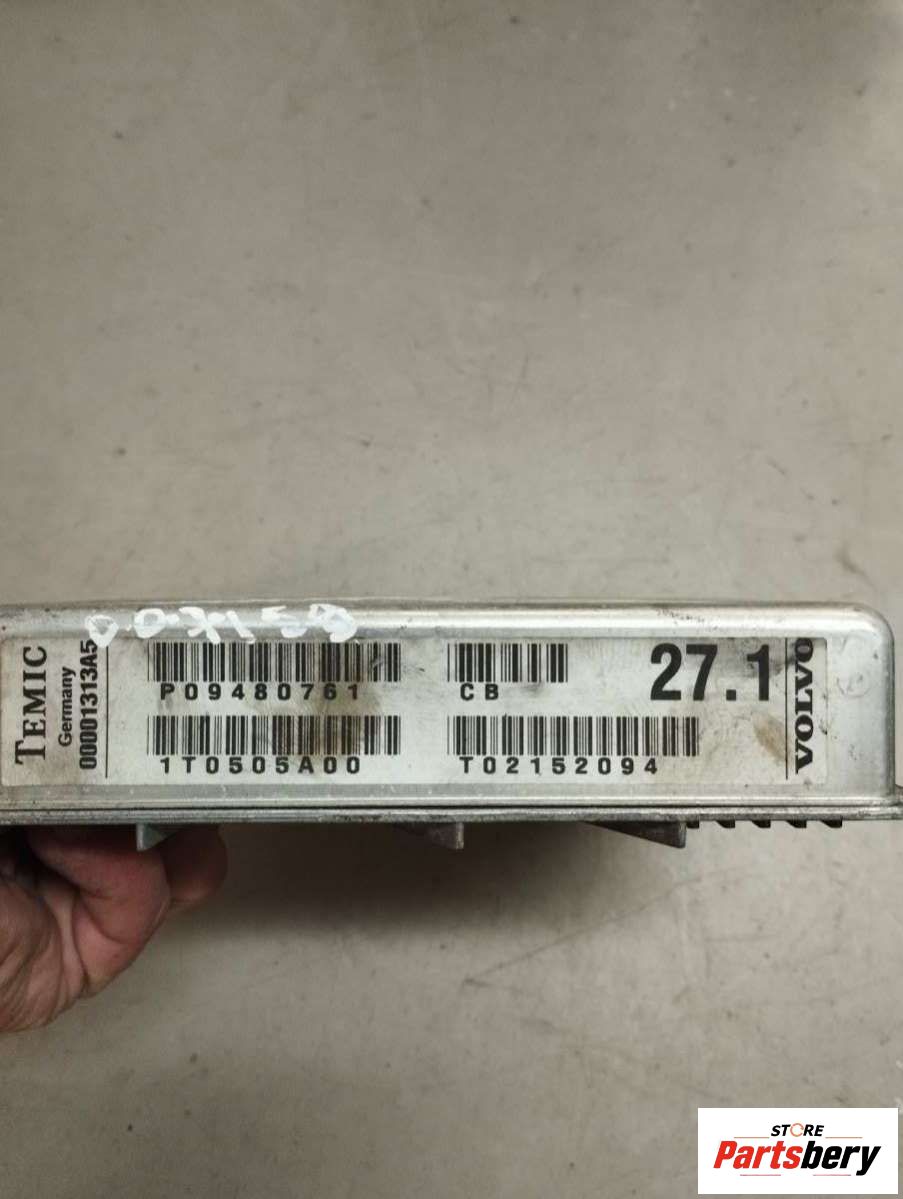 TEMIC
Germany
00001313A5
P09480761
CB
27.1
VOLVO
1T0505A00
T02152094
STORE
Partsbery